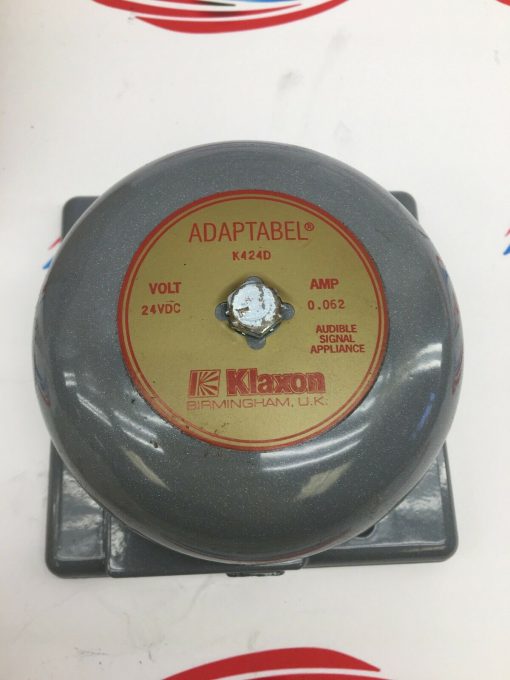 ADAPTABEL®
K424D
VOLT
24VDC
AMP
0.062
AUDIBLE
SIGNAL
APPLIANCE
Klaxon
BIRMINGHAM, U.K.